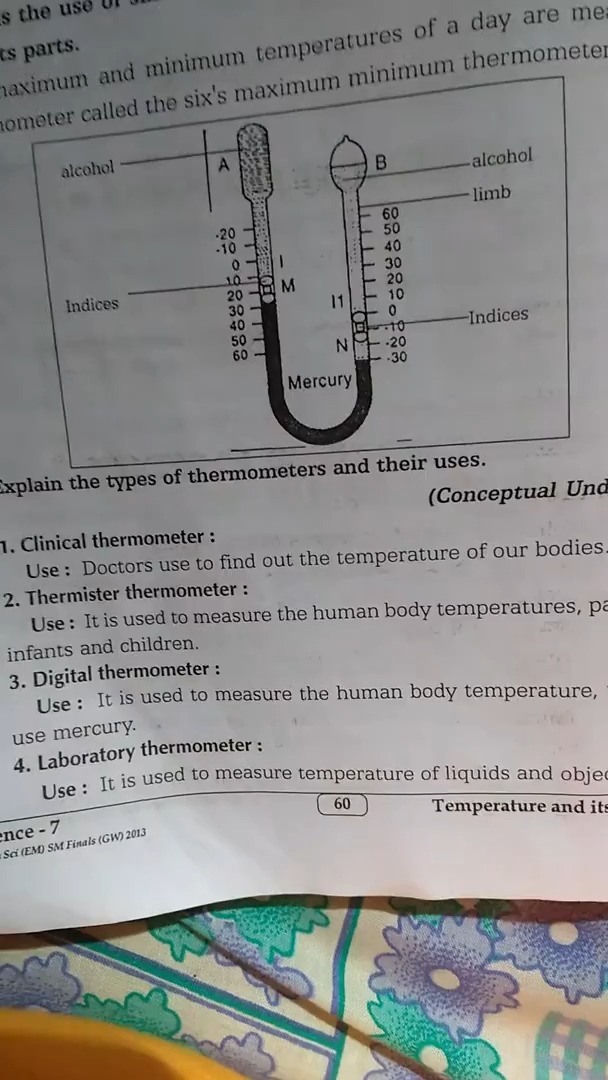 s the use of
ts parts.
aximum and minimum temperatures of a day are
ometer called the six's maximum minimum thermometer
alcohol
A
B
alcohol
limb
-20
-10
0
10
20
30
40
50
60
I
M
Indices
60
50
40
30
20
10
0
-10
-20
-30
I1
N
Indices
Mercury
Explain the types of thermometers and their uses.
(Conceptual Und
1. Clinical thermometer :
Use : Doctors use to find out the temperature of our bodies.
2. Thermister thermometer :
Use : It is used to measure the human body temperatures, pa
infants and children.
3. Digital thermometer :
Use : It is used to measure the human body temperature,
use mercury.
4. Laboratory thermometer :
Use : It is used to measure temperature of liquids and objec
60
Temperature and its
ence - 7
Sci (EM) SM Finals (GW) 2013